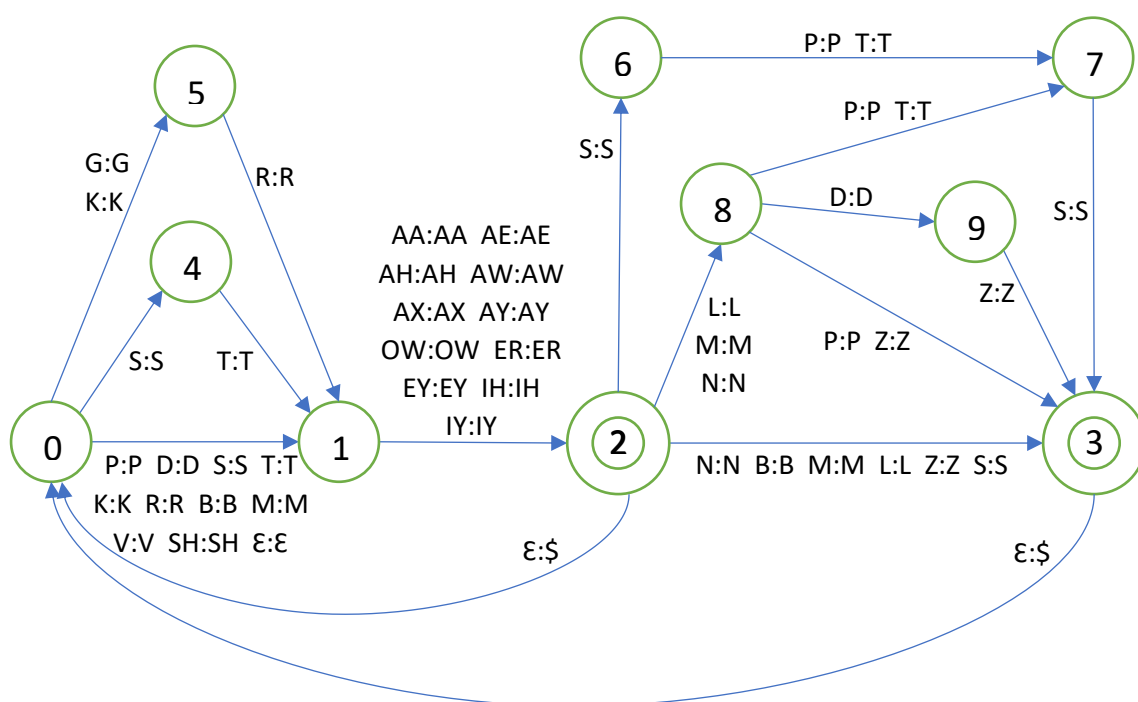 5
G:G
K:K
R:R
4
S:S
T:T
0
P:P D:D S:S T:T
K:K R:R B:B M:M
V:V SH:SH Ɛ:Ɛ
1
AA:AA AE:AE
AH:AH AW:AW
AX:AX AY:AY
OW:OW ER:ER
EY:EY IH:IH
IY:IY
2
Ɛ:$
S:S
6
P:P T:T
7
P:P T:T
8
D:D
9
S:S
Z:Z
L:L
M:M
N:N
P:P Z:Z
N:N B:B M:M L:L Z:Z S:S
3
Ɛ:$